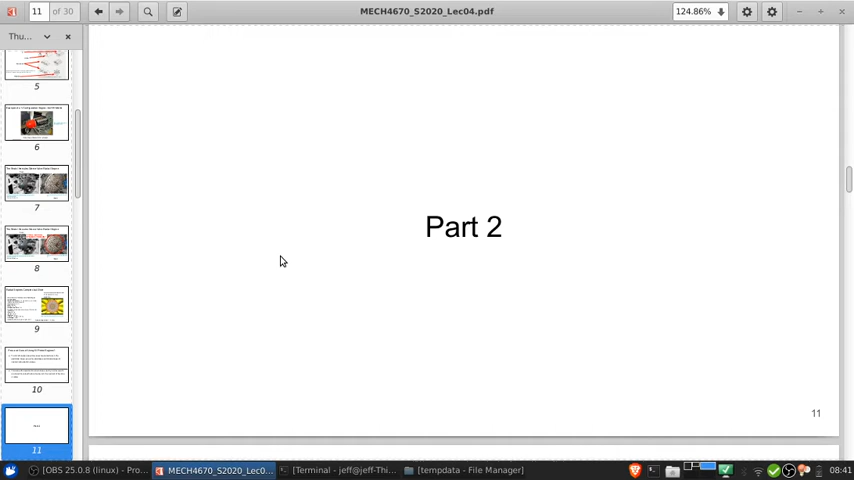 11 of 30
MECH4670_S2020_Lec04.pdf
124.86%
Thu...
5
6
7
8
9
10
11
Part 2
11
[OBS 25.0.8 (linux) - Pro...
MECH4670_S2020_Lec0...
[Terminal - jeff@jeff-Thi...
[tempdata - File Manager]
08:41